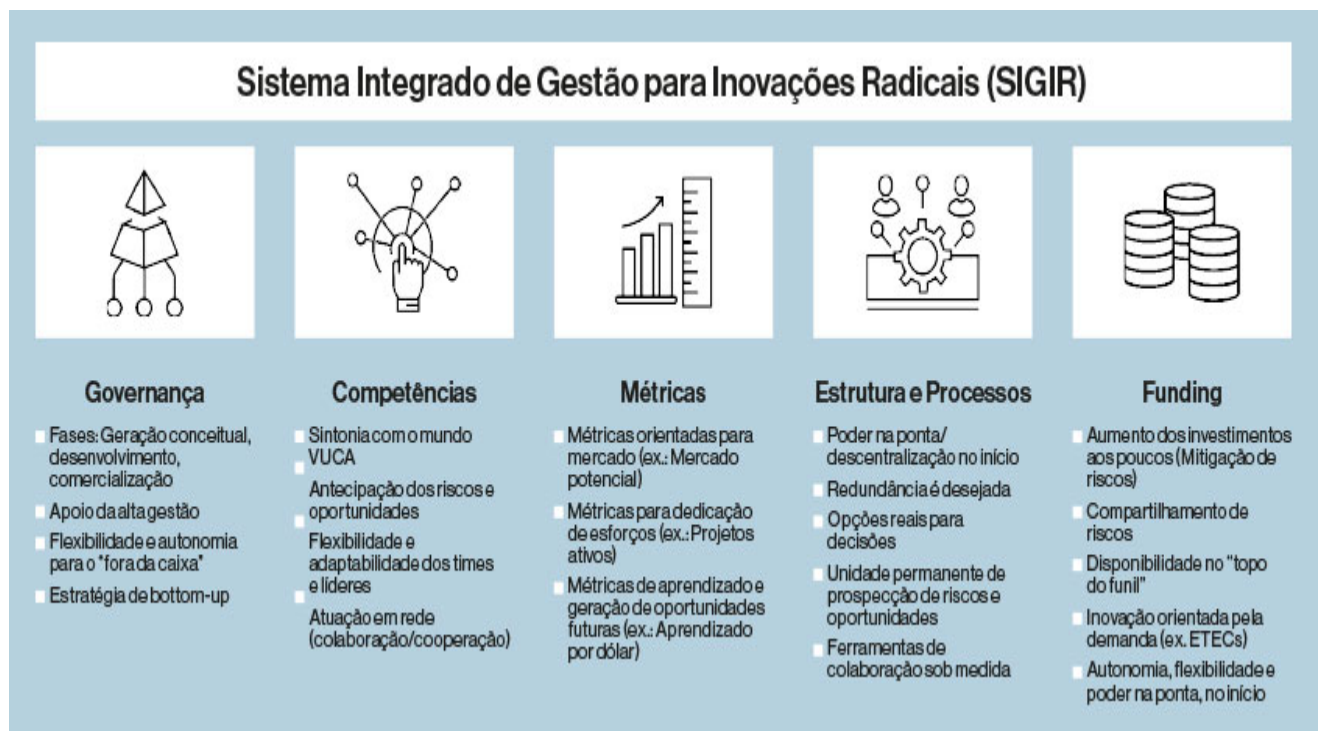 Sistema Integrado de Gestão para Inovações Radicais (SIGIR)
Governança
Fases: Geração conceitual,
desenvolvimento,
comercialização
Apoio da alta gestão
Flexibilidade e autonomia
para o "fora da caixa"
Estratégia de bottom-up
Competências
Sintonia com o mundo
VUCA
Antecipação dos riscos e
oportunidades
Flexibilidade e
adaptabilidade dos times
e líderes
Atuação em rede
(colaboração/cooperação)
Métricas
Métricas orientadas para
mercado (ex.: Mercado
potencial)
Métricas para dedicação
de esforços (ex.: Projetos
ativos)
Métricas de aprendizado e
geração de oportunidades
futuras (ex.: Aprendizado
por dólar)
Estrutura e Processos
Poder na ponta/
descentralização no início
Redundância é desejada
Opções reais para
decisões
Unidade permanente de
prospecção de riscos e
oportunidades
Ferramentas de
colaboração sob medida
Funding
Aumento dos investimentos
aos poucos (Mitigação de
riscos)
Compartilhamento de
riscos
Disponibilidade no "topo
do funil"
Inovação orientada pela
demanda (ex. ETECs)
Autonomia, flexibilidade e
poder na ponta, no início